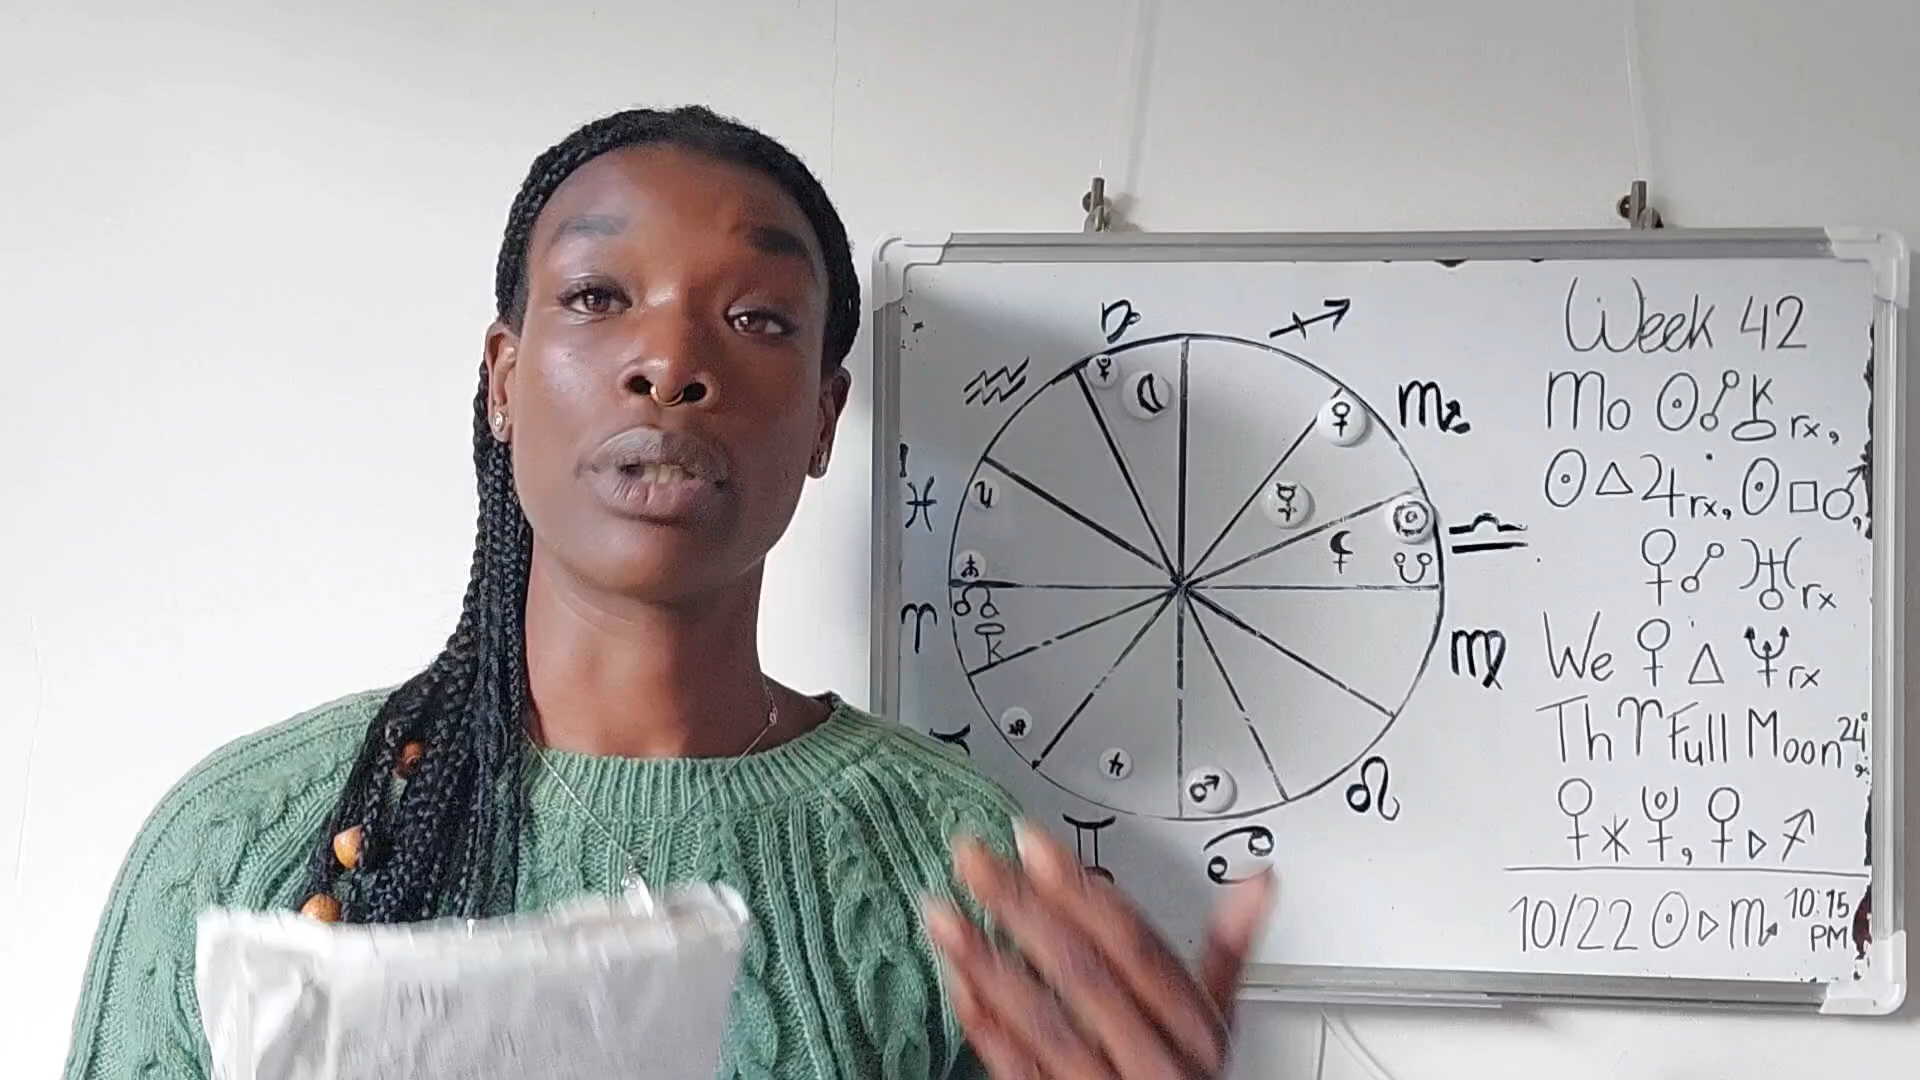 Week 42
Mo ☉☍⚷ rx,
☉△♃ rx, ☉□♂,
♀☍♅ rx
We ♀△♆ rx
Th ♈ Full Moon 24°,
♀⚹♇, ♀▷♐
10/22 ☉▷♏ 10:15 PM
♑
♐
♒
♏
♓
♎
♈
♍
♌
♊
♋